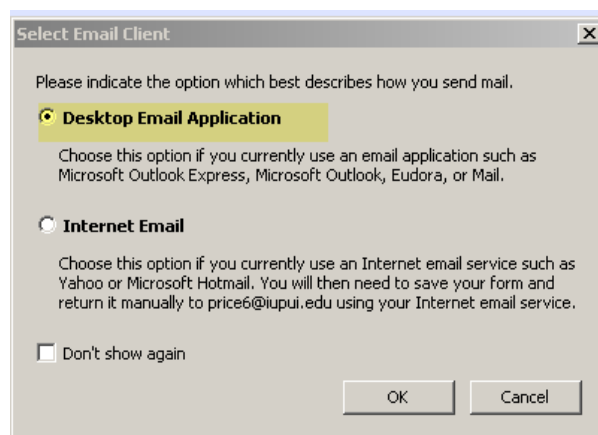 Select Email Client
Please indicate the option which best describes how you send mail.
Desktop Email Application
Choose this option if you currently use an email application such as
Microsoft Outlook Express, Microsoft Outlook, Eudora, or Mail.
Internet Email
Choose this option if you currently use an Internet email service such as
Yahoo or Microsoft Hotmail. You will then need to save your form and
return it manually to price6@iupui.edu using your Internet email service.
Don't show again
OK Cancel